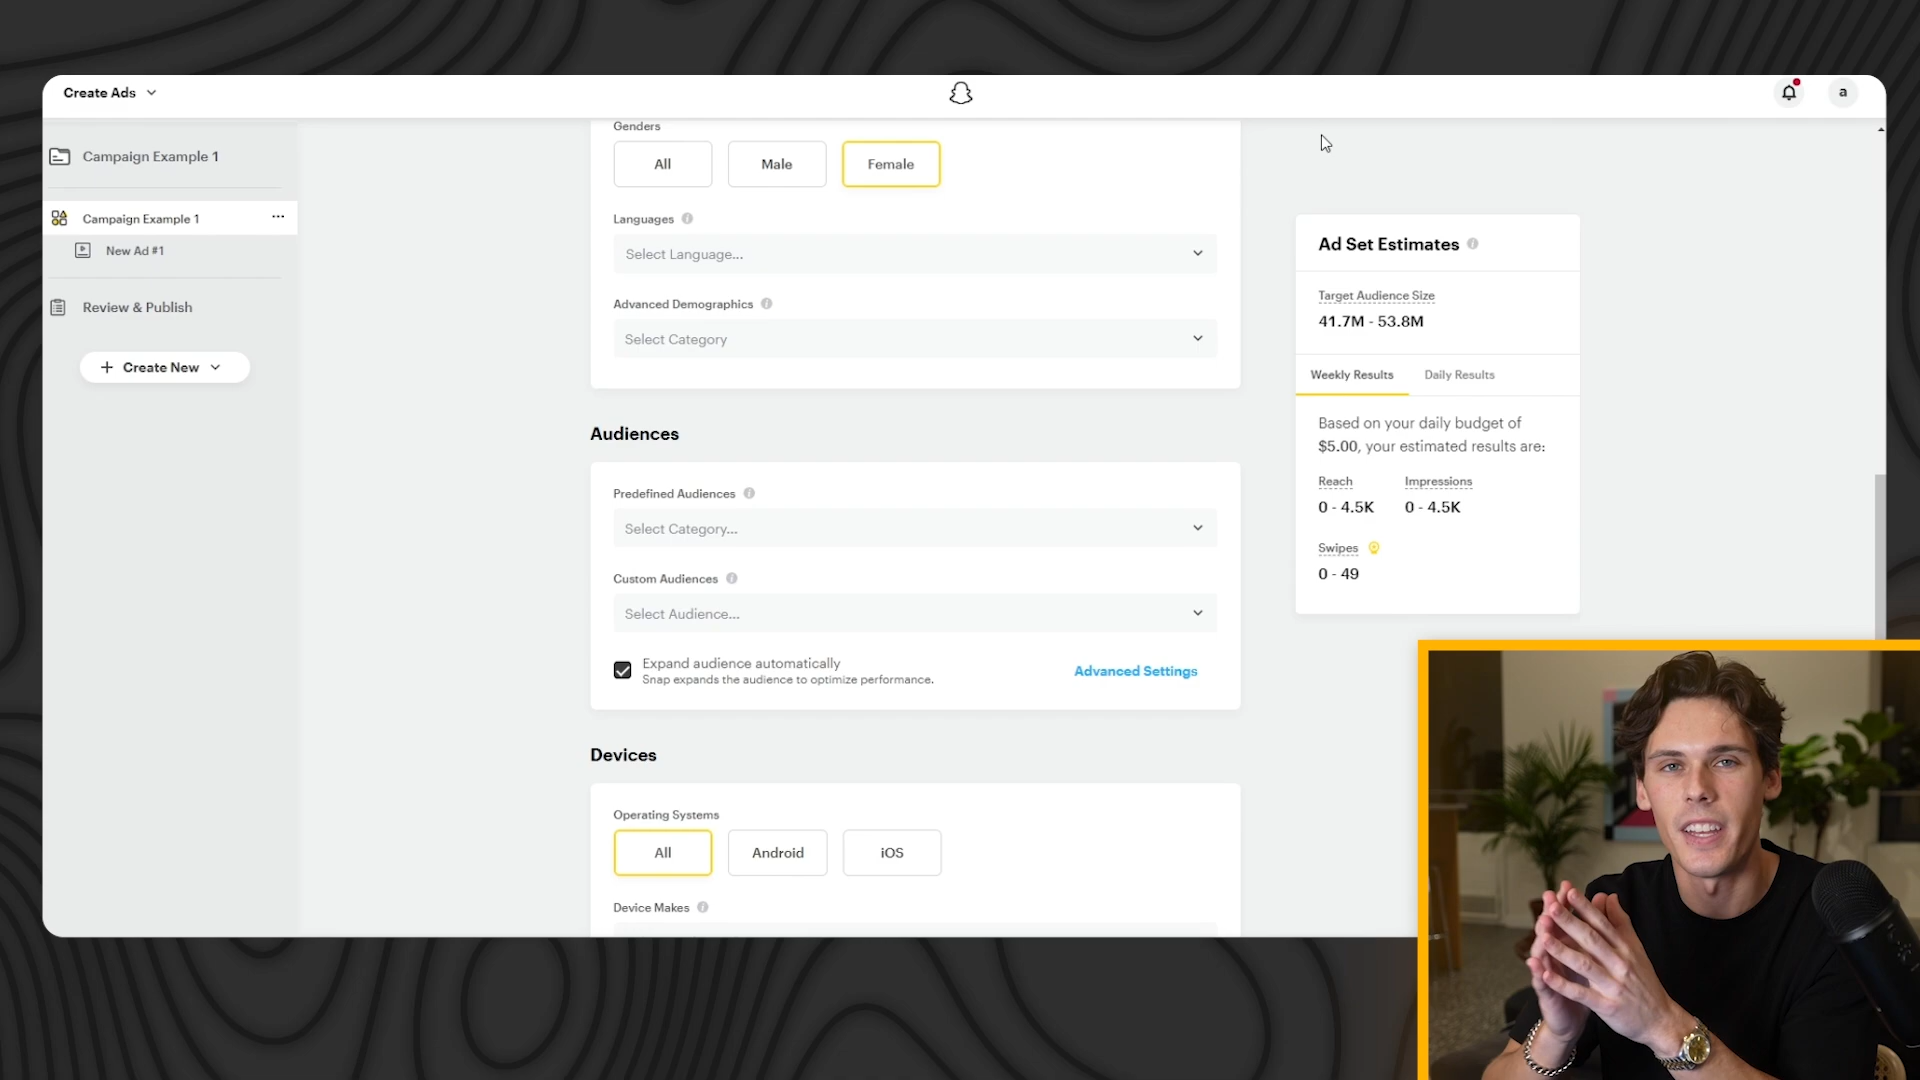 Create Ads
a
Campaign Example 1
Campaign Example 1
New Ad #1
Review & Publish
+ Create New
Genders
All
Male
Female
Languages
Select Language...
Advanced Demographics
Select Category
Audiences
Predefined Audiences
Select Category...
Custom Audiences
Select Audience...
Expand audience automatically
Snap expands the audience to optimize performance.
Advanced Settings
Devices
Operating Systems
All
Android
iOS
Device Makes
Ad Set Estimates
Target Audience Size
41.7M - 53.8M
Weekly Results
Daily Results
Based on your daily budget of
$5.00, your estimated results are:
Reach
Impressions
0 - 4.5K
0 - 4.5K
Swipes
0 - 49